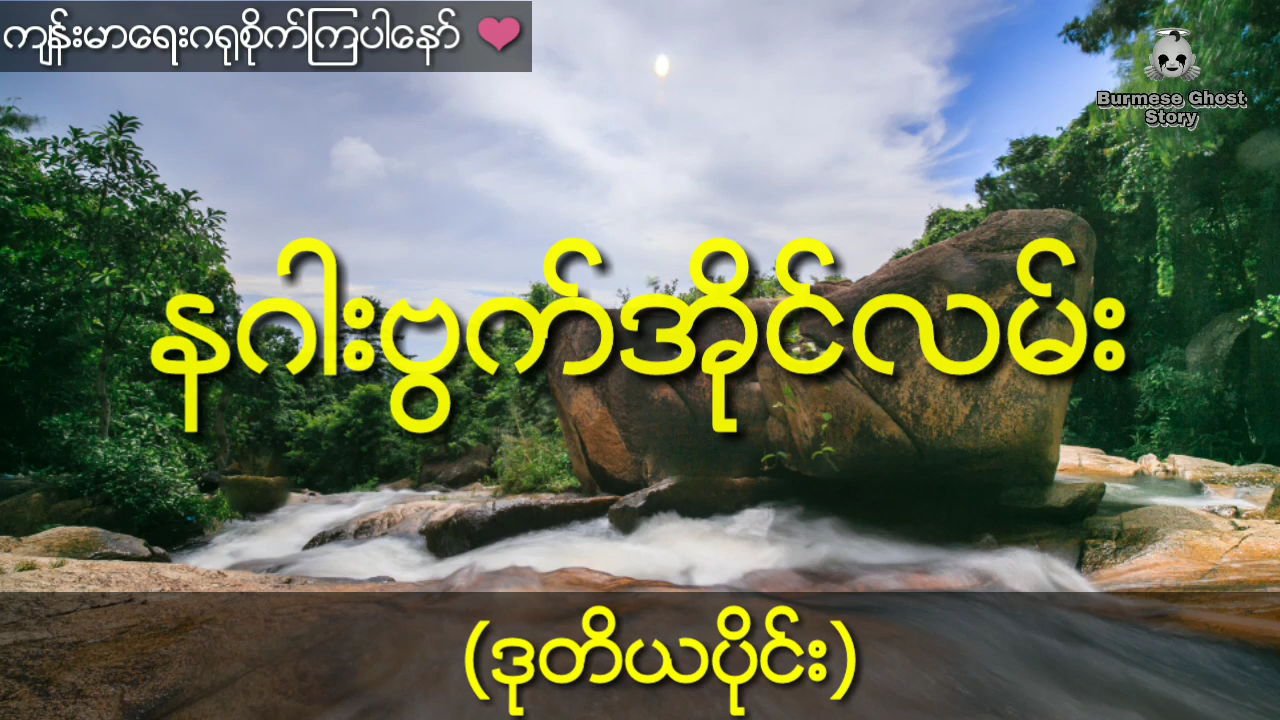 ကျန်းမာရေးဂရုစိုက်ကြပါနော် ❤
Burmese Ghost
Story
နဂါးဗွက်အိုင်လမ်း
(ဒုတိယပိုင်း)